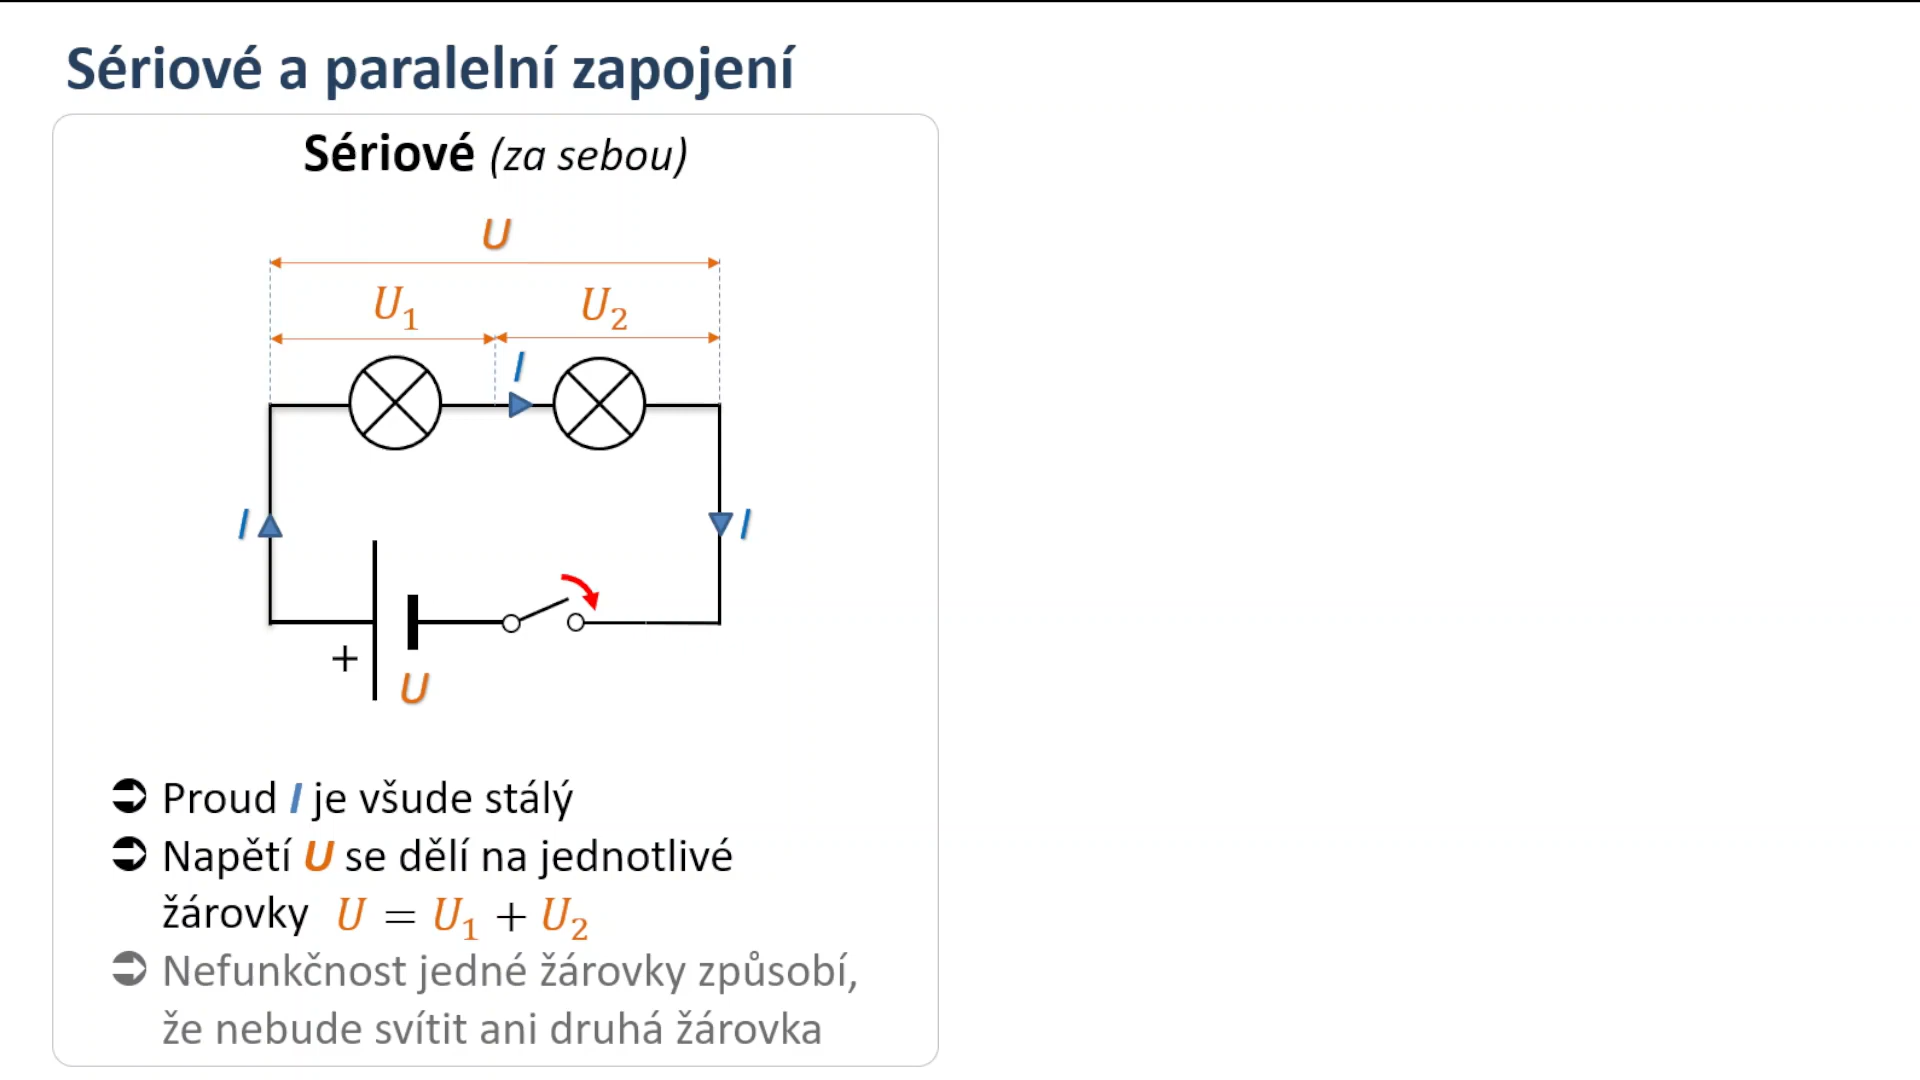 Sériové a paralelní zapojení
Sériové (za sebou)
U
U₁ U₂
I
I I
+
U
Proud I je všude stálý
Napětí U se dělí na jednotlivé
žárovky U = U₁ + U₂
Nefunkčnost jedné žárovky způsobí,
že nebude svítit ani druhá žárovka